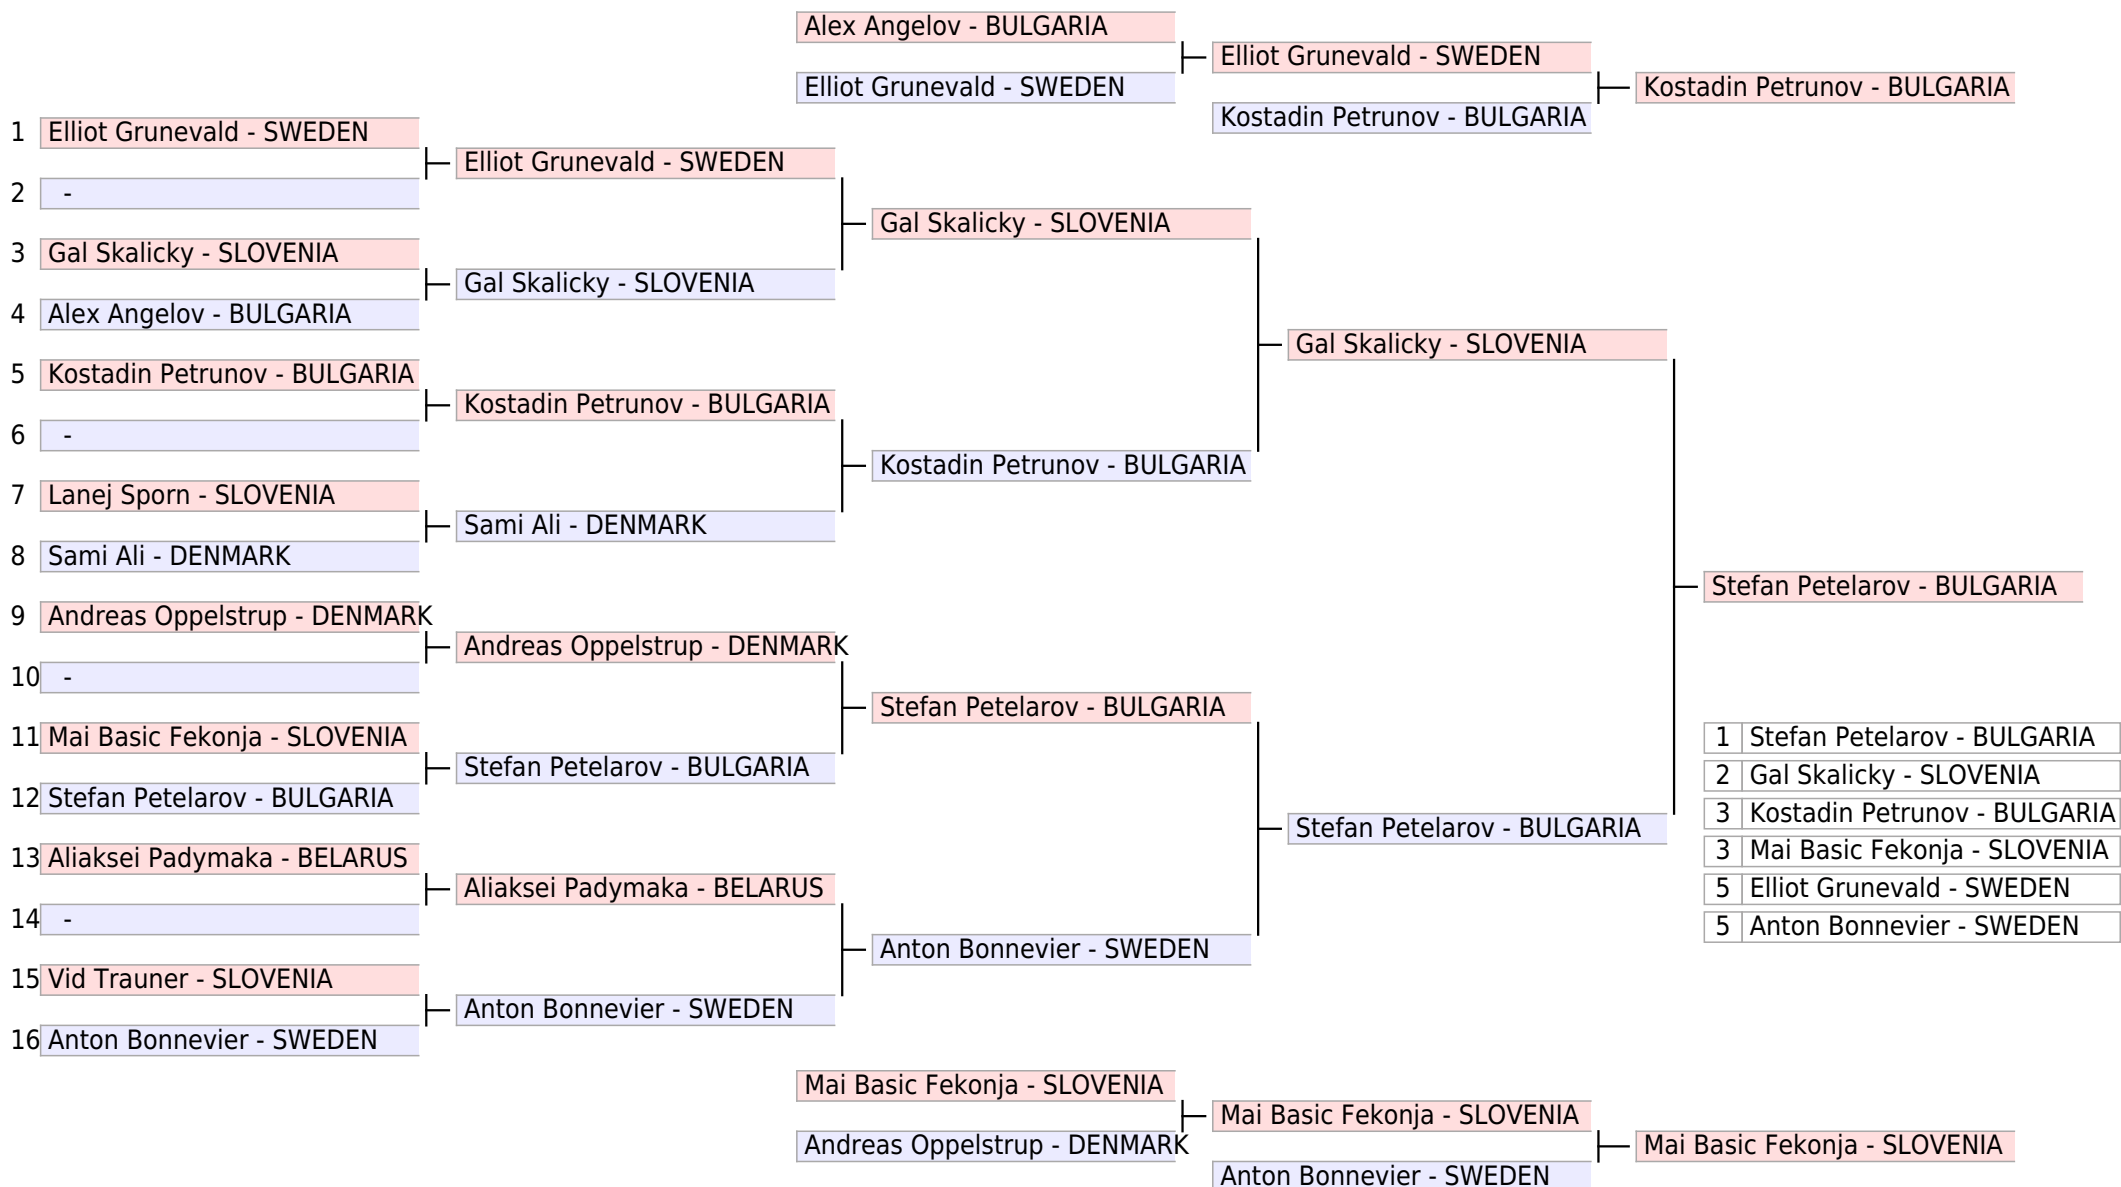 Alex Angelov - BULGARIA
Elliot Grunevald - SWEDEN
Elliot Grunevald - SWEDEN
Kostadin Petrunov - BULGARIA
Kostadin Petrunov - BULGARIA
1 Elliot Grunevald - SWEDEN
2 -
3 Gal Skalicky - SLOVENIA
4 Alex Angelov - BULGARIA
5 Kostadin Petrunov - BULGARIA
6 -
7 Lanej Sporn - SLOVENIA
8 Sami Ali - DENMARK
9 Andreas Oppelstrup - DENMARK
10 -
11 Mai Basic Fekonja - SLOVENIA
12 Stefan Petelarov - BULGARIA
13 Aliaksei Padymaka - BELARUS
14 -
15 Vid Trauner - SLOVENIA
16 Anton Bonnevier - SWEDEN
Elliot Grunevald - SWEDEN
Gal Skalicky - SLOVENIA
Kostadin Petrunov - BULGARIA
Sami Ali - DENMARK
Andreas Oppelstrup - DENMARK
Stefan Petelarov - BULGARIA
Aliaksei Padymaka - BELARUS
Anton Bonnevier - SWEDEN
Gal Skalicky - SLOVENIA
Kostadin Petrunov - BULGARIA
Stefan Petelarov - BULGARIA
Anton Bonnevier - SWEDEN
Gal Skalicky - SLOVENIA
Stefan Petelarov - BULGARIA
Stefan Petelarov - BULGARIA
1 Stefan Petelarov - BULGARIA
2 Gal Skalicky - SLOVENIA
3 Kostadin Petrunov - BULGARIA
3 Mai Basic Fekonja - SLOVENIA
5 Elliot Grunevald - SWEDEN
5 Anton Bonnevier - SWEDEN
Mai Basic Fekonja - SLOVENIA
Andreas Oppelstrup - DENMARK
Mai Basic Fekonja - SLOVENIA
Anton Bonnevier - SWEDEN
Mai Basic Fekonja - SLOVENIA